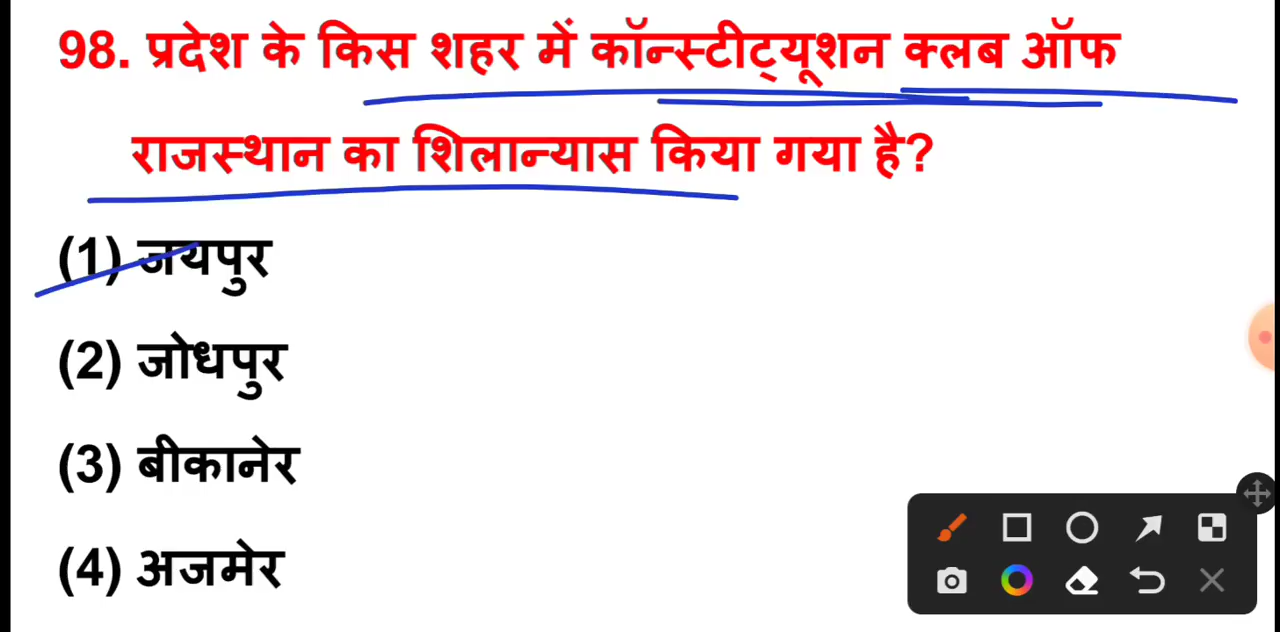 98. प्रदेश के किस शहर में कॉन्स्टीट्यूशन क्लब ऑफ
राजस्थान का शिलान्यास किया गया है?
(1) जयपुर
(2) जोधपुर
(3) बीकानेर
(4) अजमेर